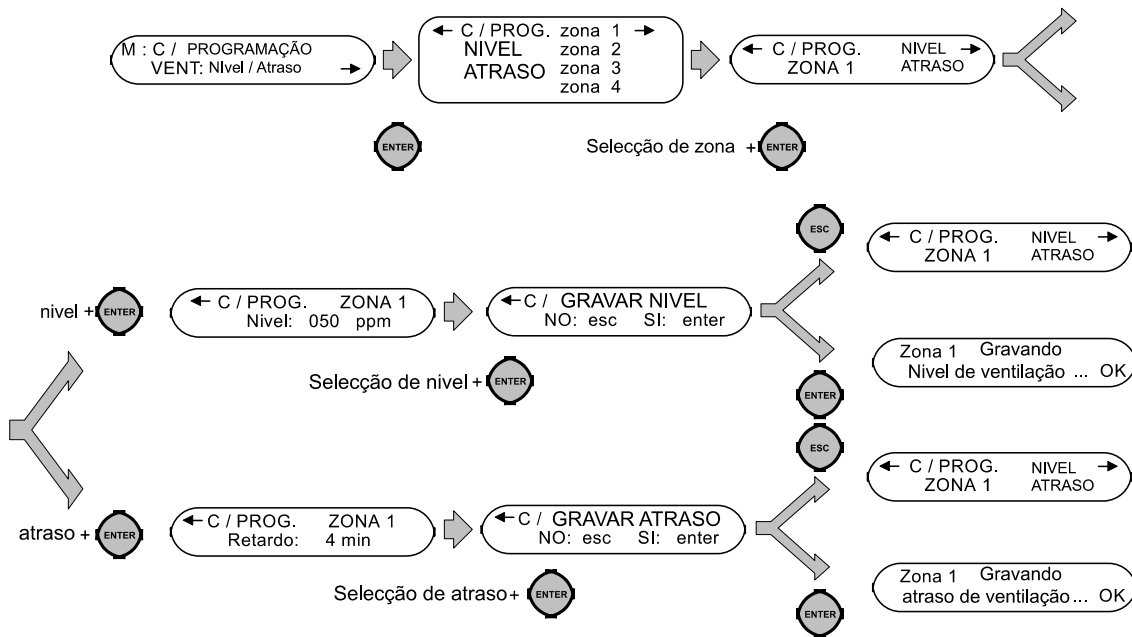 M : C / PROGRAMAÇÃO
VENT: NIvel / Atraso →
← C / PROG. zona 1 →
NIVEL zona 2
ATRASO zona 3
zona 4
← C / PROG. NIVEL →
ZONA 1 ATRASO
ENTER
Selecção de zona + ENTER
ESC
← C / PROG. NIVEL →
ZONA 1 ATRASO
nivel + ENTER
← C / PROG. ZONA 1
Nivel: 050 ppm
← C / GRAVAR NIVEL
NO: esc SI: enter
Zona 1 Gravando
Nivel de ventilação ... OK
Selecção de nivel + ENTER
ENTER
ESC
← C / PROG. NIVEL →
ZONA 1 ATRASO
atraso + ENTER
← C / PROG. ZONA 1
Retardo: 4 min
← C / GRAVAR ATRASO
NO: esc SI: enter
Zona 1 Gravando
atraso de ventilação ... OK
Selecção de atraso + ENTER
ENTER